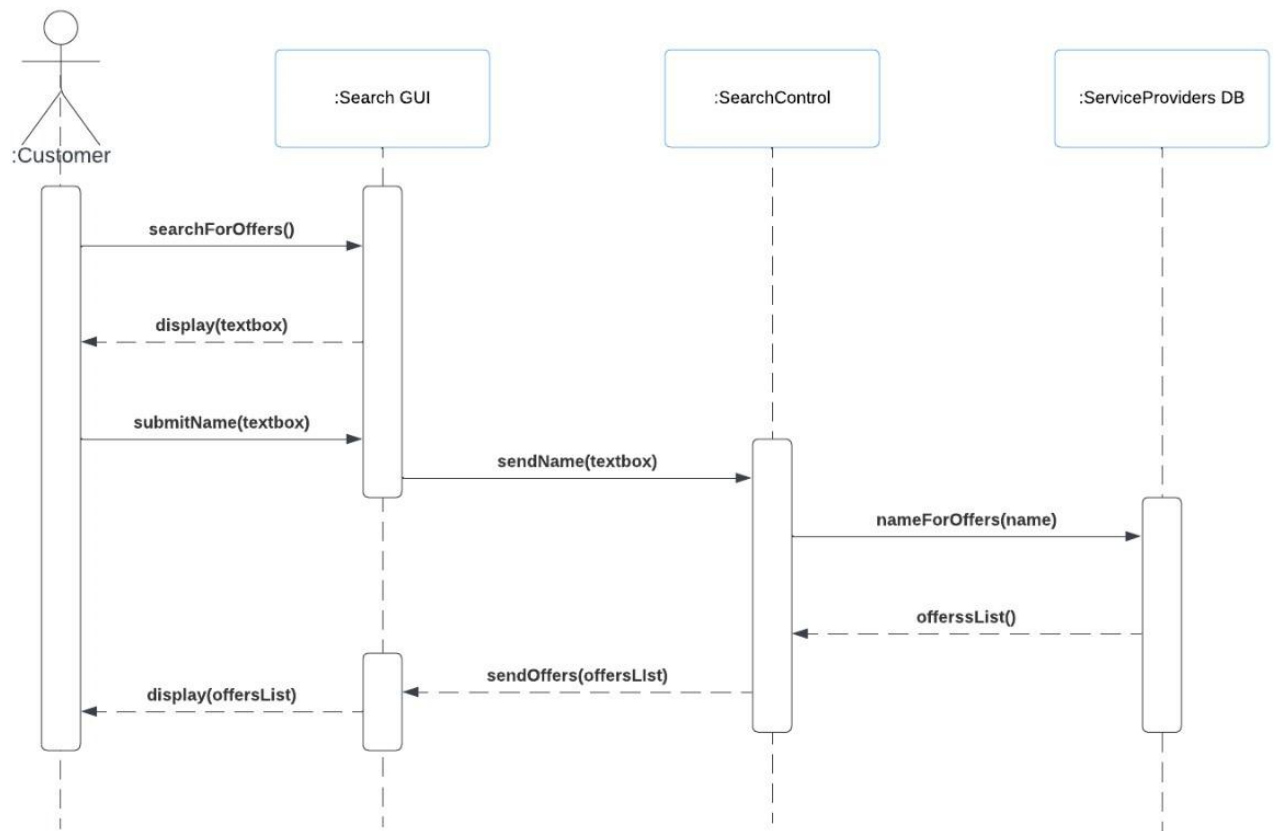 :Customer
:Search GUI
:SearchControl
:ServiceProviders DB
searchForOffers()
display(textbox)
submitName(textbox)
sendName(textbox)
nameForOffers(name)
offerssList()
sendOffers(offersLIst)
display(offersList)